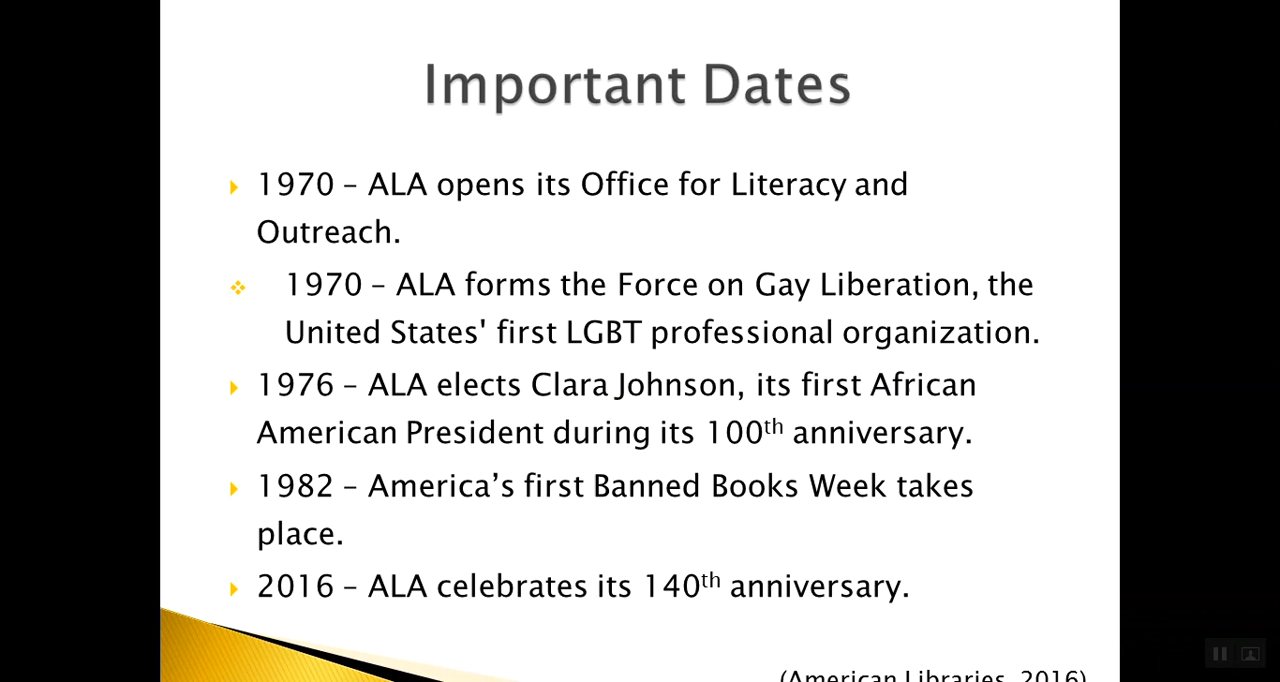 Important Dates
1970 – ALA opens its Office for Literacy and
Outreach.
1970 – ALA forms the Force on Gay Liberation, the
United States' first LGBT professional organization.
1976 – ALA elects Clara Johnson, its first African
American President during its 100th anniversary.
1982 – America’s first Banned Books Week takes
place.
2016 – ALA celebrates its 140th anniversary.
(American Libraries, 2016)